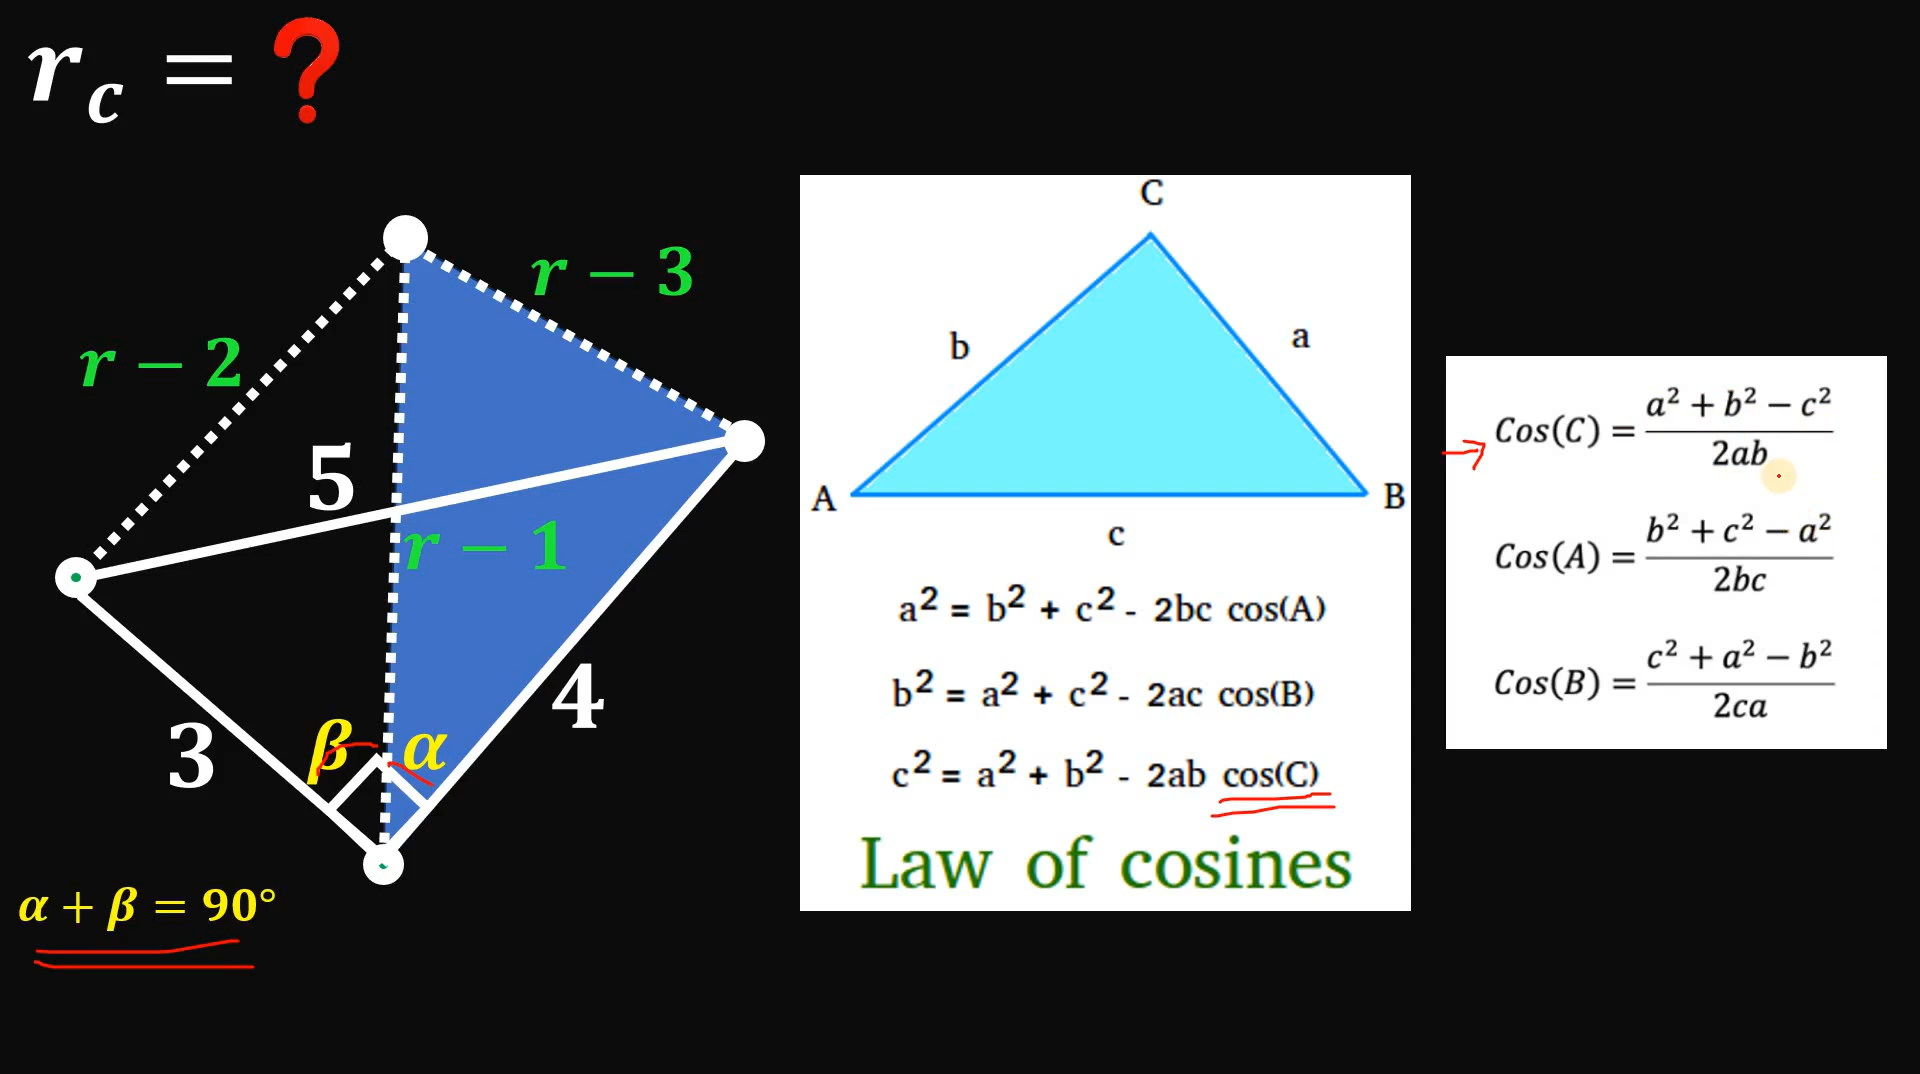 r_c = ❓
r − 3
r − 2
5
r − 1
4
3
β
α
α + β = 90°
C
b
a
A
B
c
a² = b² + c² - 2bc cos(A)
b² = a² + c² - 2ac cos(B)
c² = a² + b² - 2ab cos(C)
Law of cosines
Cos(C) = (a² + b² − c²)/(2ab)
Cos(A) = (b² + c² − a²)/(2bc)
Cos(B) = (c² + a² − b²)/(2ca)